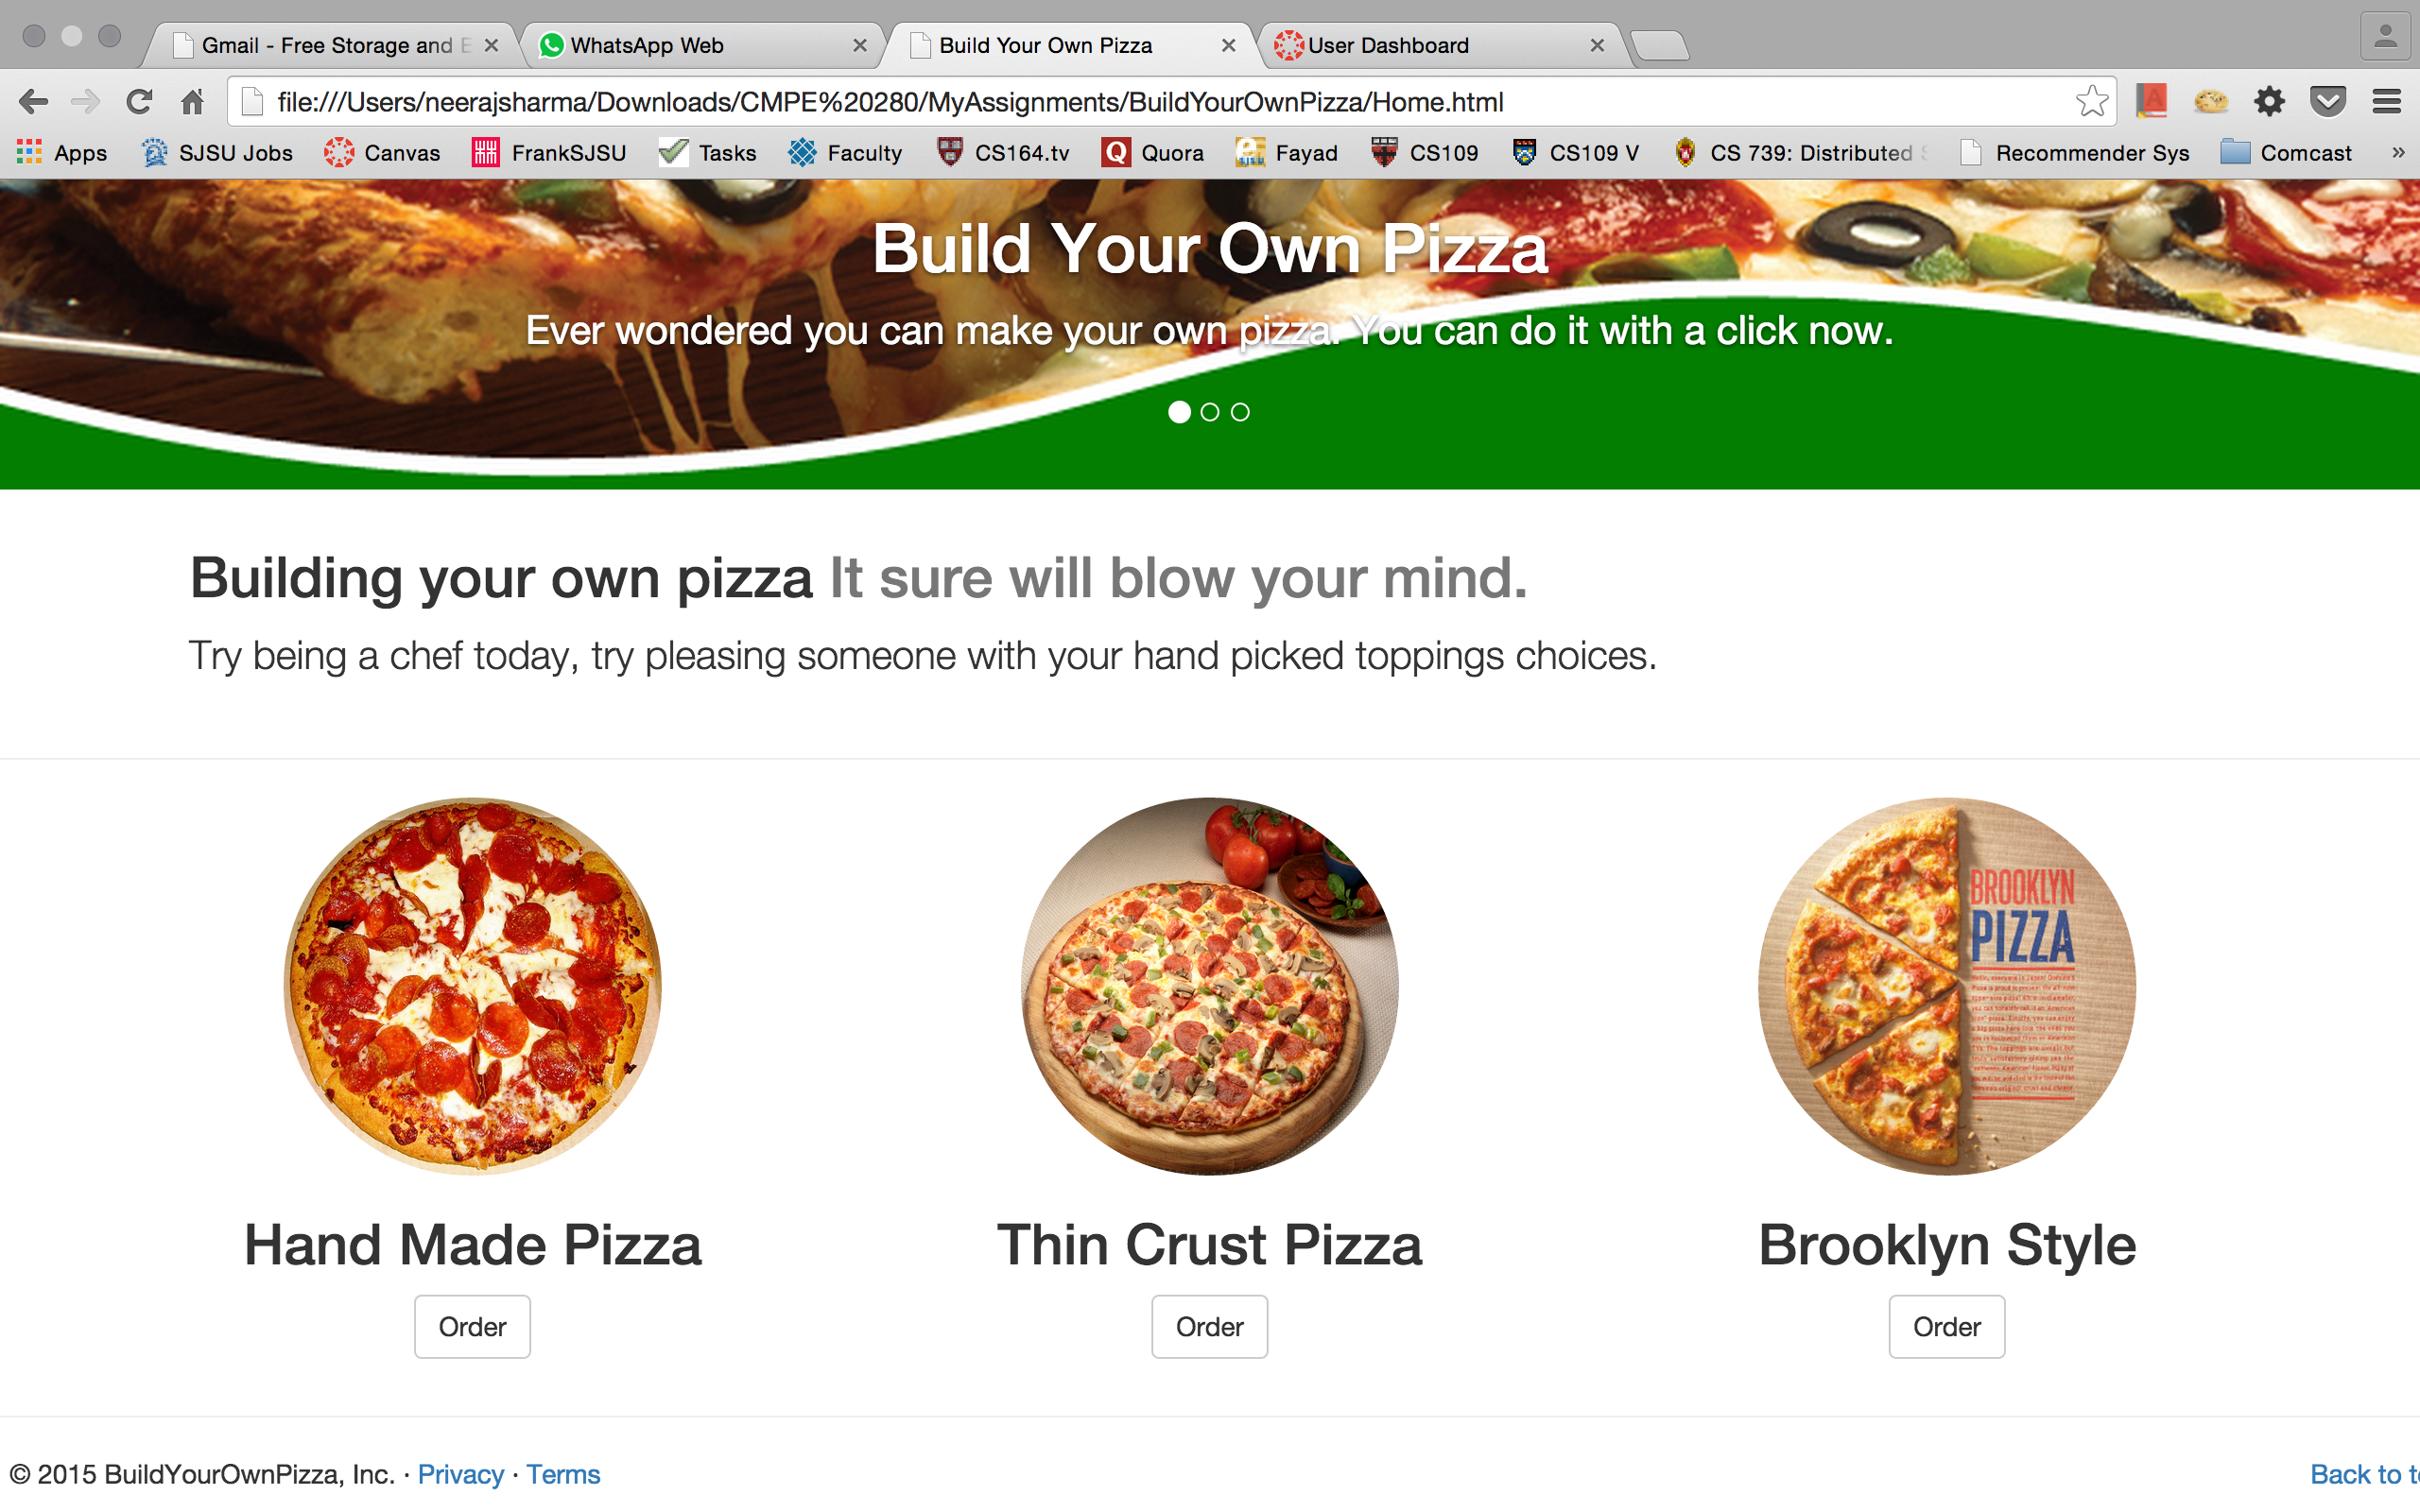 Gmail - Free Storage and E
WhatsApp Web
Build Your Own Pizza
User Dashboard
file:///Users/neerajsharma/Downloads/CMPE%20280/MyAssignments/BuildYourOwnPizza/Home.html
Apps SJSU Jobs Canvas FrankSJSU Tasks Faculty CS164.tv Quora Fayad CS109 CS109 V CS 739: Distributed Recommender Sys Comcast »
Build Your Own Pizza
Ever wondered you can make your own pizza. You can do it with a click now.
Building your own pizza It sure will blow your mind.
Try being a chef today, try pleasing someone with your hand picked toppings choices.
BROOKLYN
PIZZA
Hand Made Pizza
Thin Crust Pizza
Brooklyn Style
Order
Order
Order
© 2015 BuildYourOwnPizza, Inc. · Privacy · Terms
Back to t